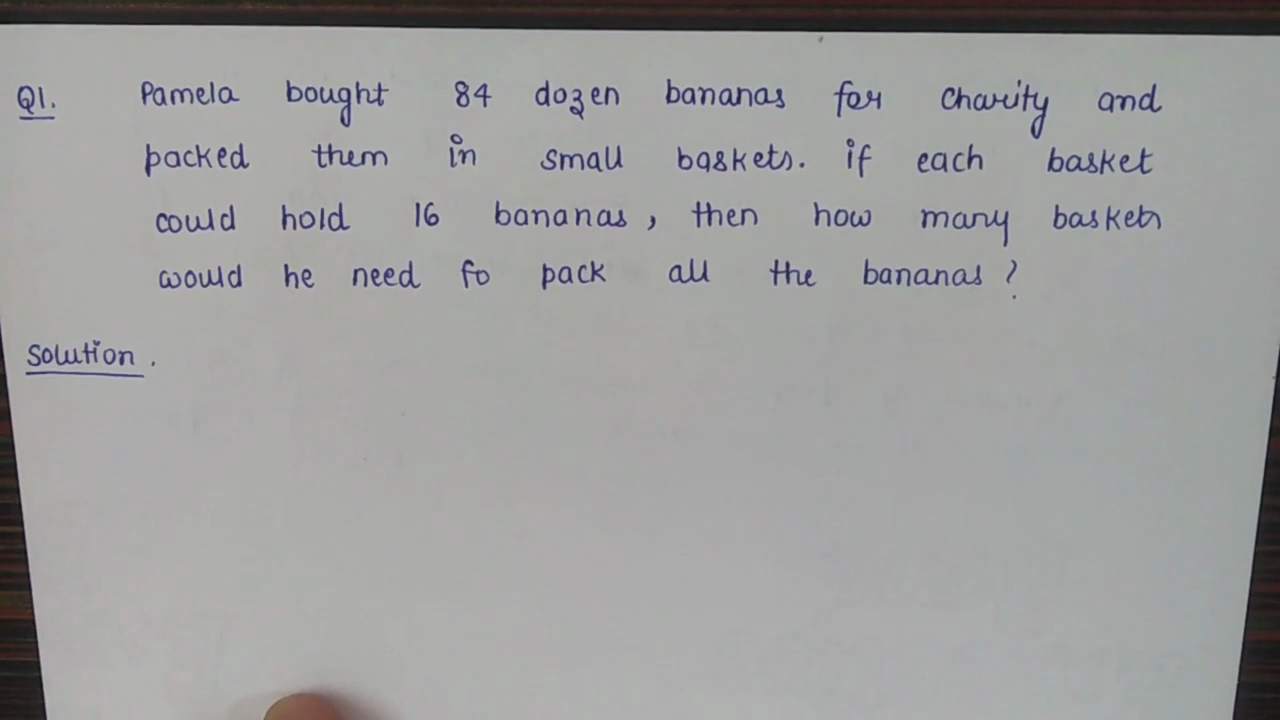 Q1. Pamela bought 84 dozen bananas for charity and
packed them in small baskets. if each basket
could hold 16 bananas, then how many baskets
would he need to pack all the bananas?
Solution.